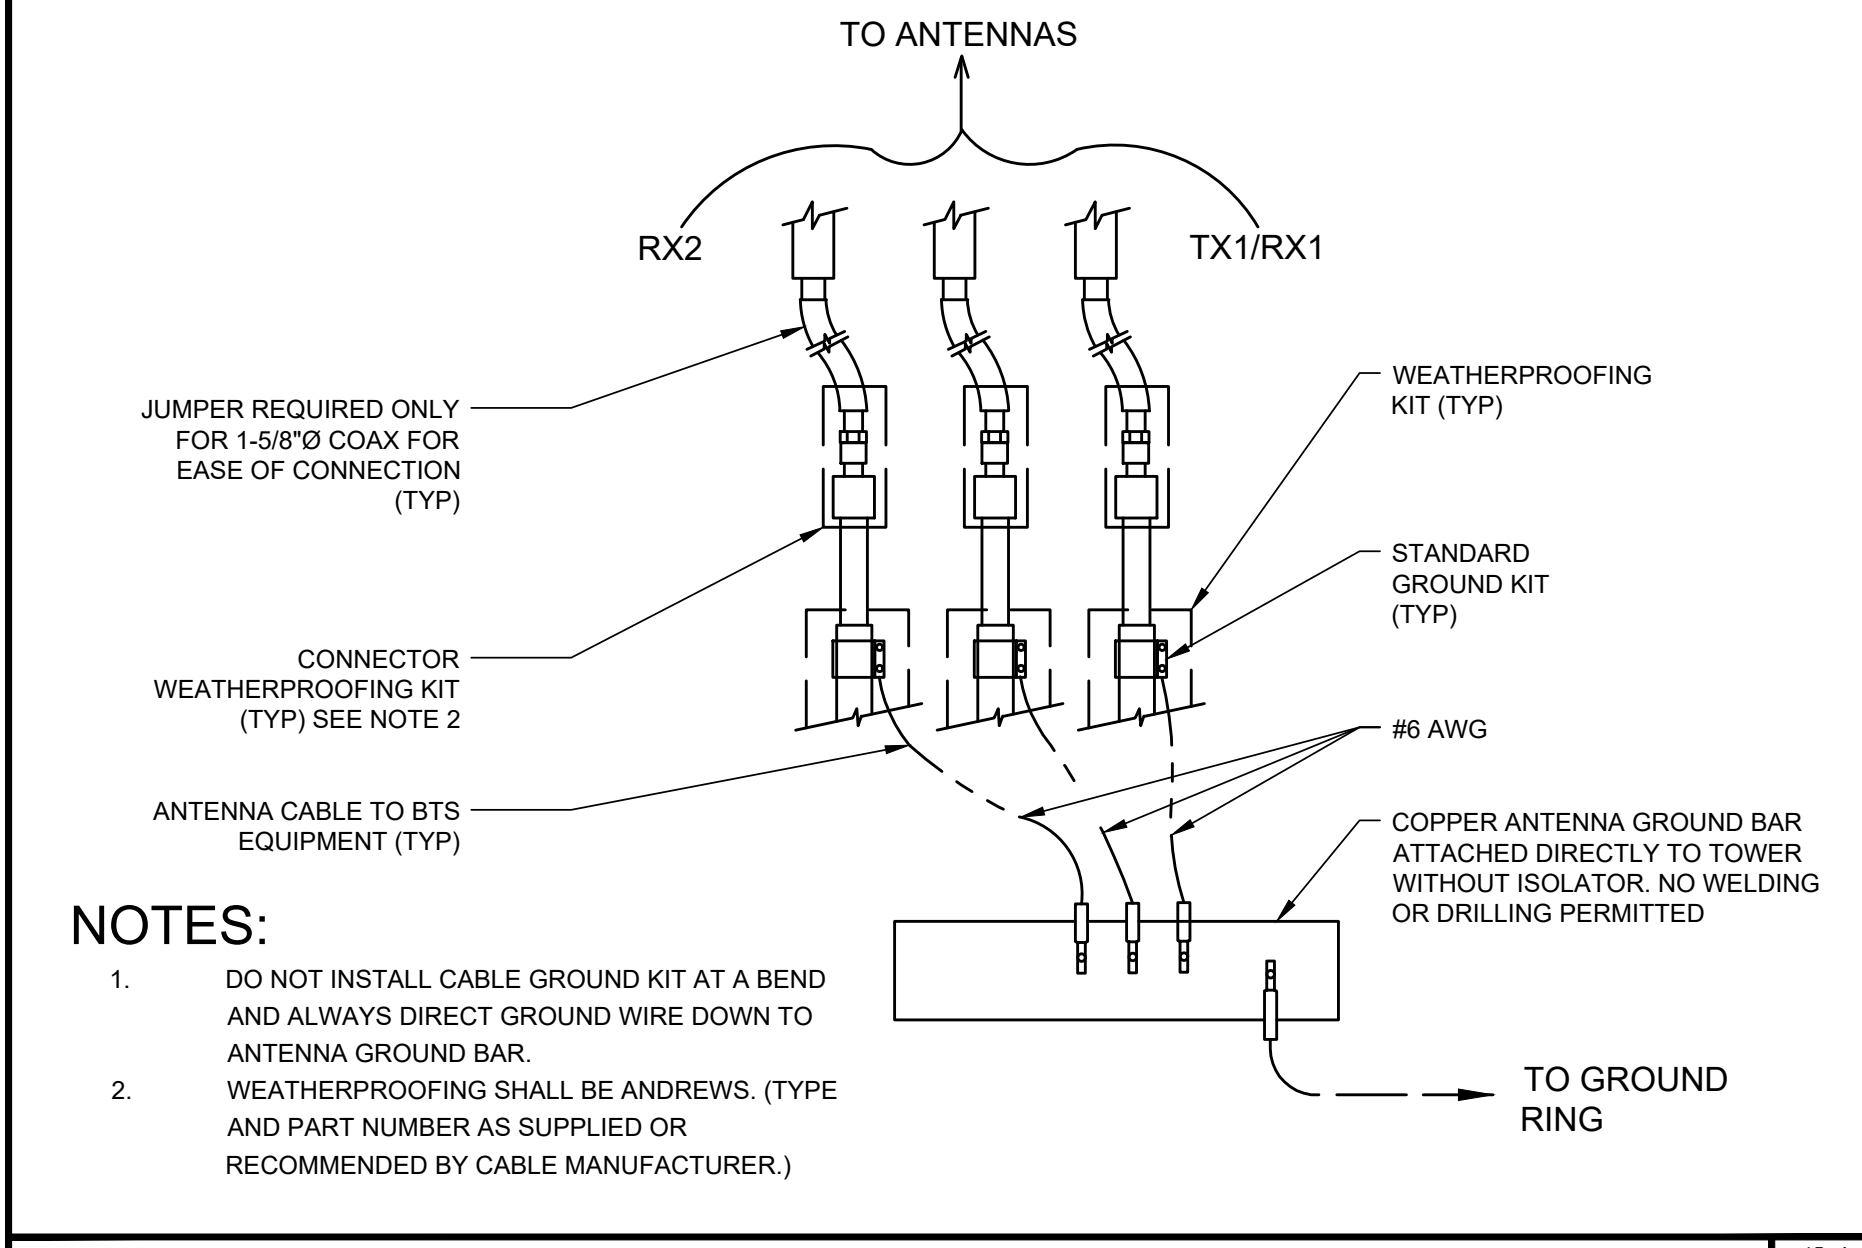 TO ANTENNAS
RX2
TX1/RX1
JUMPER REQUIRED ONLY
FOR 1-5/8"Ø COAX FOR
EASE OF CONNECTION
(TYP)
WEATHERPROOFING
KIT (TYP)
STANDARD
GROUND KIT
(TYP)
CONNECTOR
WEATHERPROOFING KIT
(TYP) SEE NOTE 2
#6 AWG
ANTENNA CABLE TO BTS
EQUIPMENT (TYP)
COPPER ANTENNA GROUND BAR
ATTACHED DIRECTLY TO TOWER
WITHOUT ISOLATOR. NO WELDING
OR DRILLING PERMITTED
NOTES:
1. DO NOT INSTALL CABLE GROUND KIT AT A BEND
AND ALWAYS DIRECT GROUND WIRE DOWN TO
ANTENNA GROUND BAR.
2. WEATHERPROOFING SHALL BE ANDREWS. (TYPE
AND PART NUMBER AS SUPPLIED OR
RECOMMENDED BY CABLE MANUFACTURER.)
TO GROUND
RING